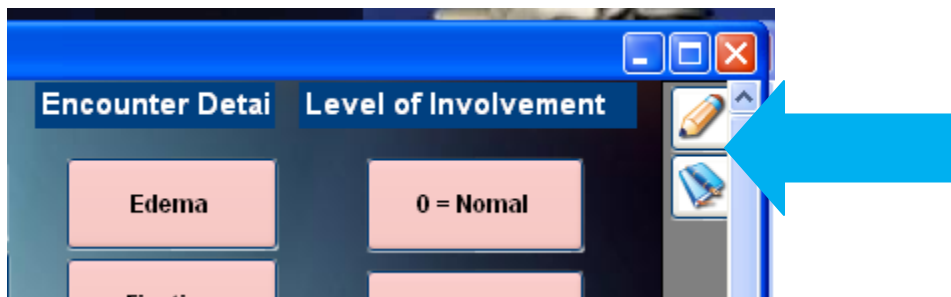 Encounter Detai
Level of Involvement
Edema
0 = Nomal